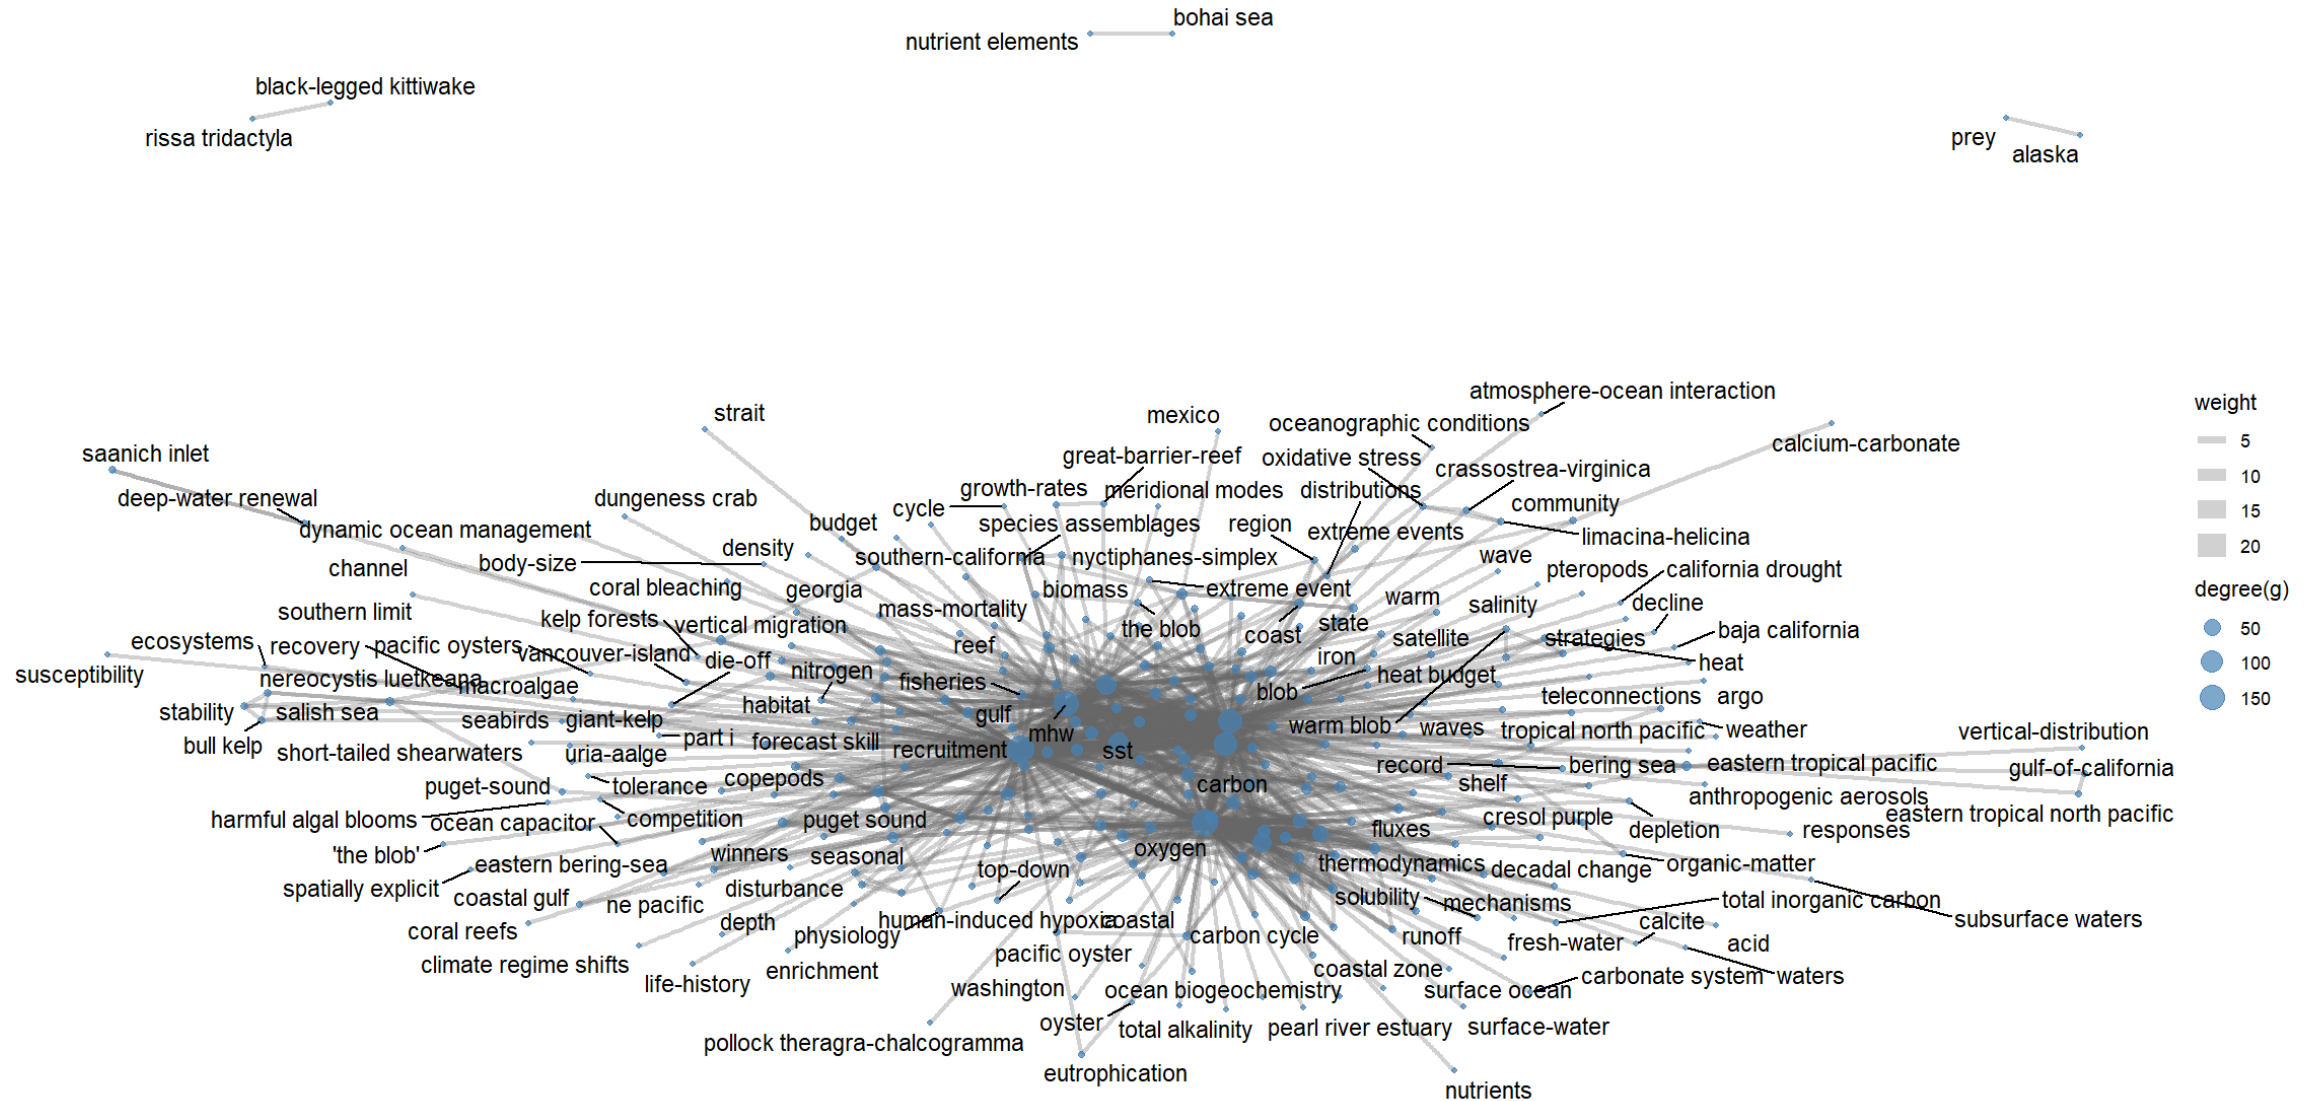 bohai sea
nutrient elements
black-legged kittiwake
rissa tridactyla
prey
alaska
atmosphere-ocean interaction
strait
mexico
oceanographic conditions
calcium-carbonate
saanich inlet
great-barrier-reef
oxidative stress
crassostrea-virginica
deep-water renewal
dungeness crab
growth-rates
meridional modes
distributions
community
cycle
dynamic ocean management
budget
species assemblages
region
extreme events
limacina-helicina
channel
body-size
density
southern-california
nyctiphanes-simplex
wave
pteropods
california drought
coral bleaching
georgia
biomass
extreme event
warm
salinity
decline
southern limit
kelp forests
vertical migration
mass-mortality
the blob
coast
state
satellite
strategies
baja california
ecosystems
recovery
pacific oysters
vancouver-island
die-off
nitrogen
reef
iron
heat budget
heat
susceptibility
nereocystis luetkeana
macroalgae
fisheries
blob
teleconnections
argo
stability
salish sea
seabirds
giant-kelp
habitat
gulf
mhw
warm blob
waves
tropical north pacific
weather
vertical-distribution
bull kelp
short-tailed shearwaters
uria-aalge
part i
forecast skill
recruitment
sst
record
bering sea
eastern tropical pacific
gulf-of-california
puget-sound
tolerance
copepods
carbon
shelf
anthropogenic aerosols
eastern tropical north pacific
harmful algal blooms
ocean capacitor
competition
puget sound
fluxes
cresol purple
depletion
responses
'the blob'
eastern bering-sea
winners
seasonal
oxygen
thermodynamics
decadal change
organic-matter
spatially explicit
coastal gulf
ne pacific
disturbance
top-down
solubility
mechanisms
total inorganic carbon
subsurface waters
coral reefs
depth
physiology
human-induced hypoxia
coastal
carbon cycle
runoff
fresh-water
calcite
acid
climate regime shifts
life-history
enrichment
pacific oyster
coastal zone
carbonate system
waters
washington
ocean biogeochemistry
surface ocean
oyster
total alkalinity
pearl river estuary
surface-water
pollock theragra-chalcogramma
eutrophication
nutrients
weight
5
10
15
20
degree(g)
50
100
150